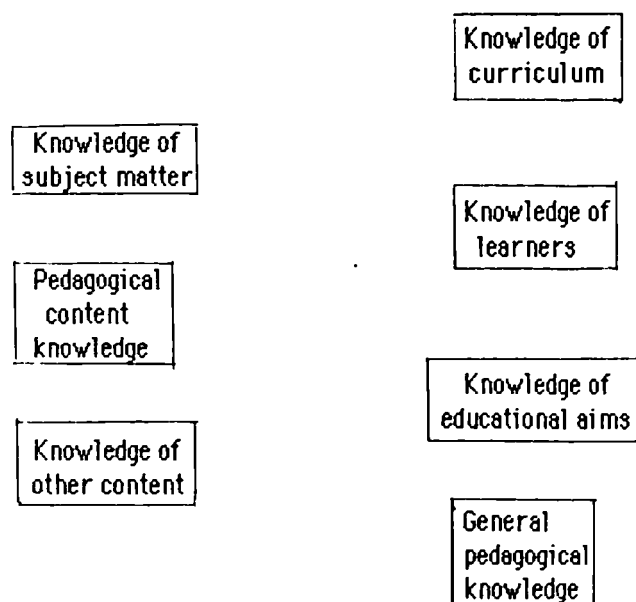 Knowledge of
subject matter
Pedagogical
content
knowledge
Knowledge of
other content
Knowledge of
curriculum
Knowledge of
learners
Knowledge of
educational aims
General
pedagogical
knowledge